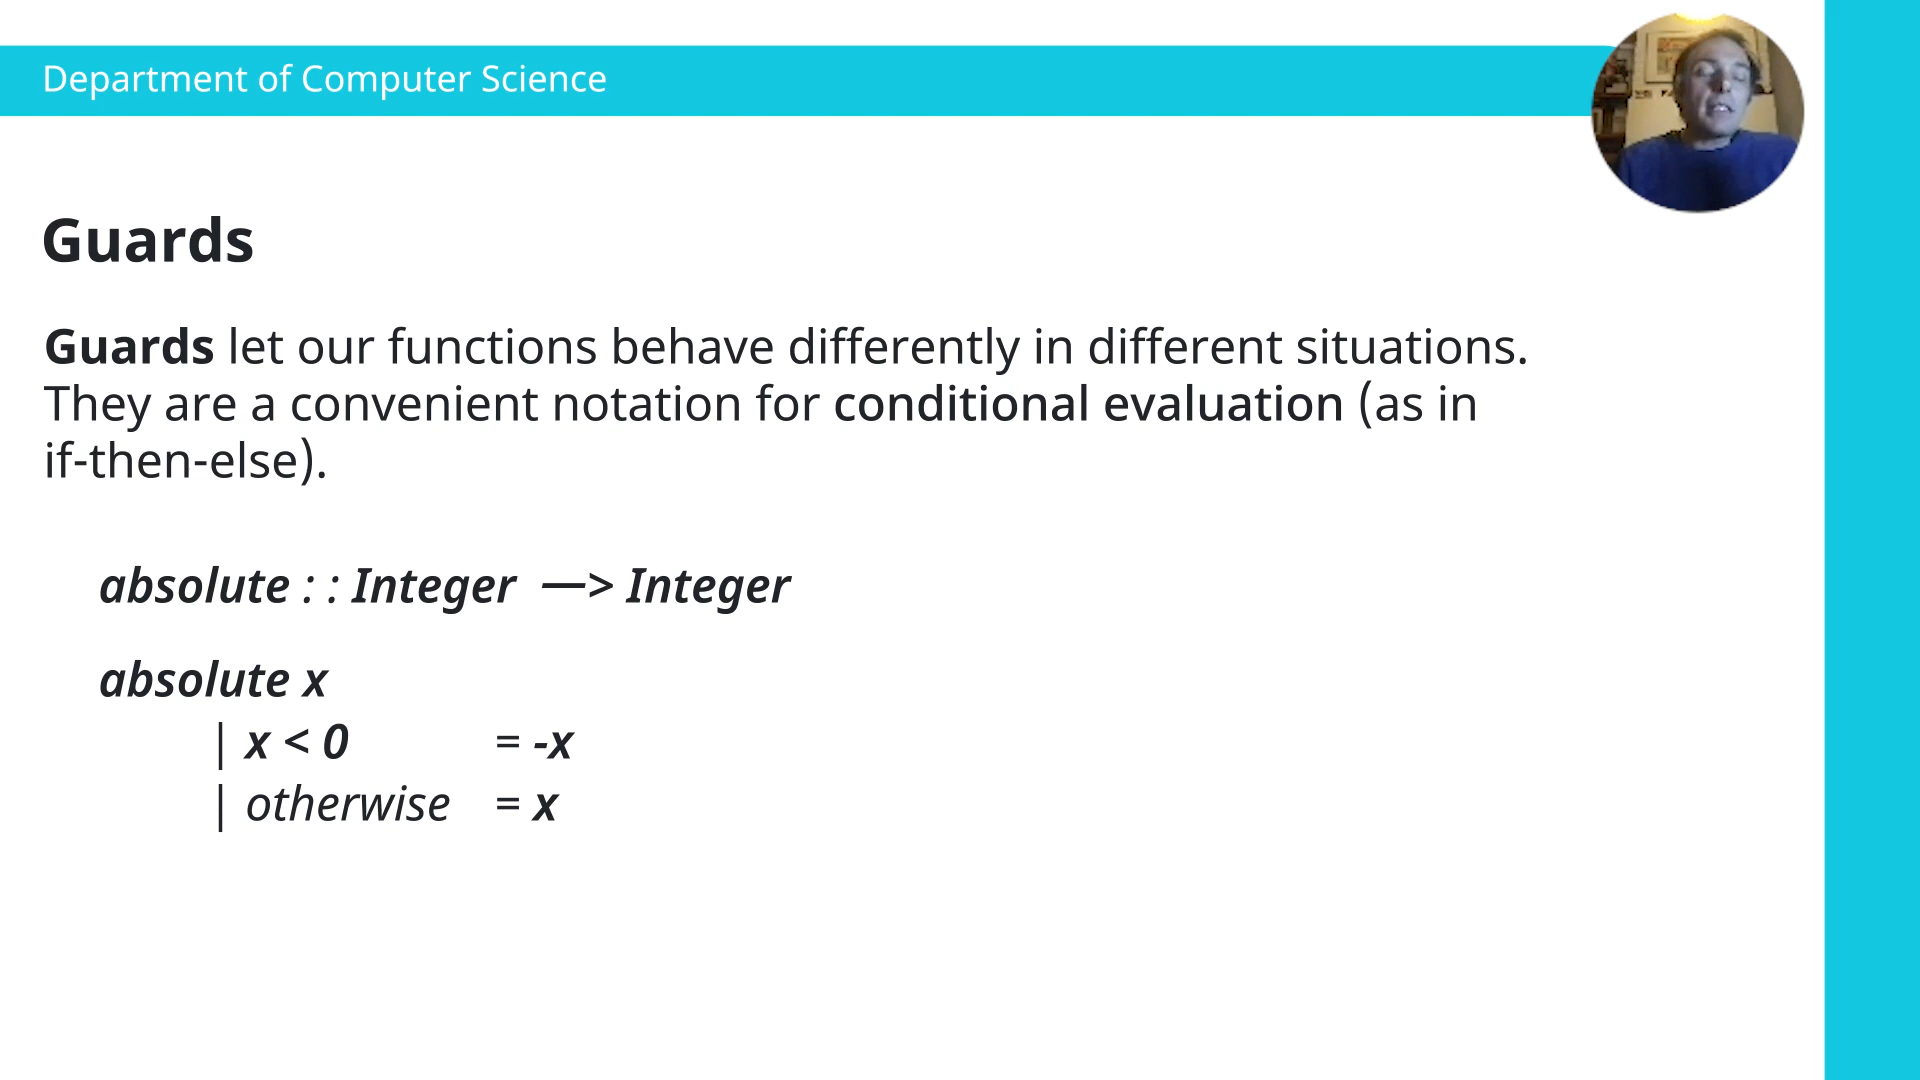 Department of Computer Science
Guards
Guards let our functions behave differently in different situations.
They are a convenient notation for conditional evaluation (as in
if-then-else).
absolute : : Integer —> Integer
absolute x
| x < 0 = -x
| otherwise = x